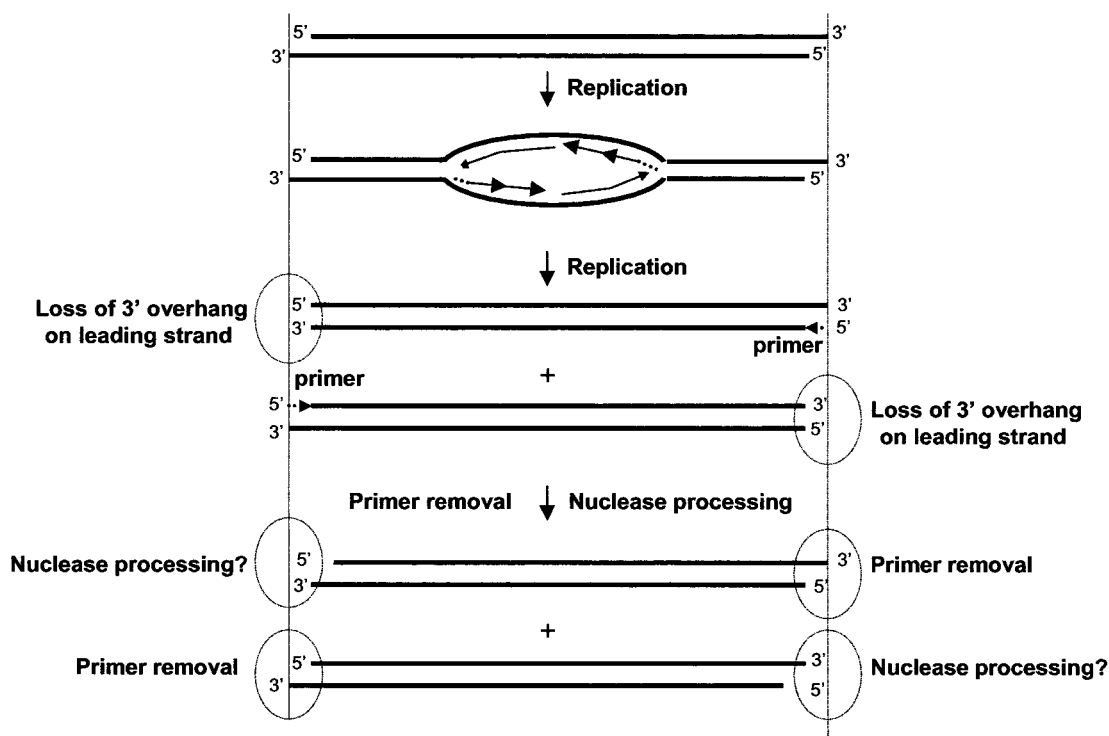 5’ 3’
3’ 5’
Replication
5’ 3’
3’ 5’
Replication
Loss of 3’ overhang
on leading strand
5’ 3’
3’ 5’
primer
+
primer
5’ 3’
3’ 5’
Loss of 3’ overhang
on leading strand
Primer removal Nuclease processing
Nuclease processing?
5’ 3’
3’ 5’
Primer removal
+
Primer removal
5’ 3’
3’ 5’
Nuclease processing?